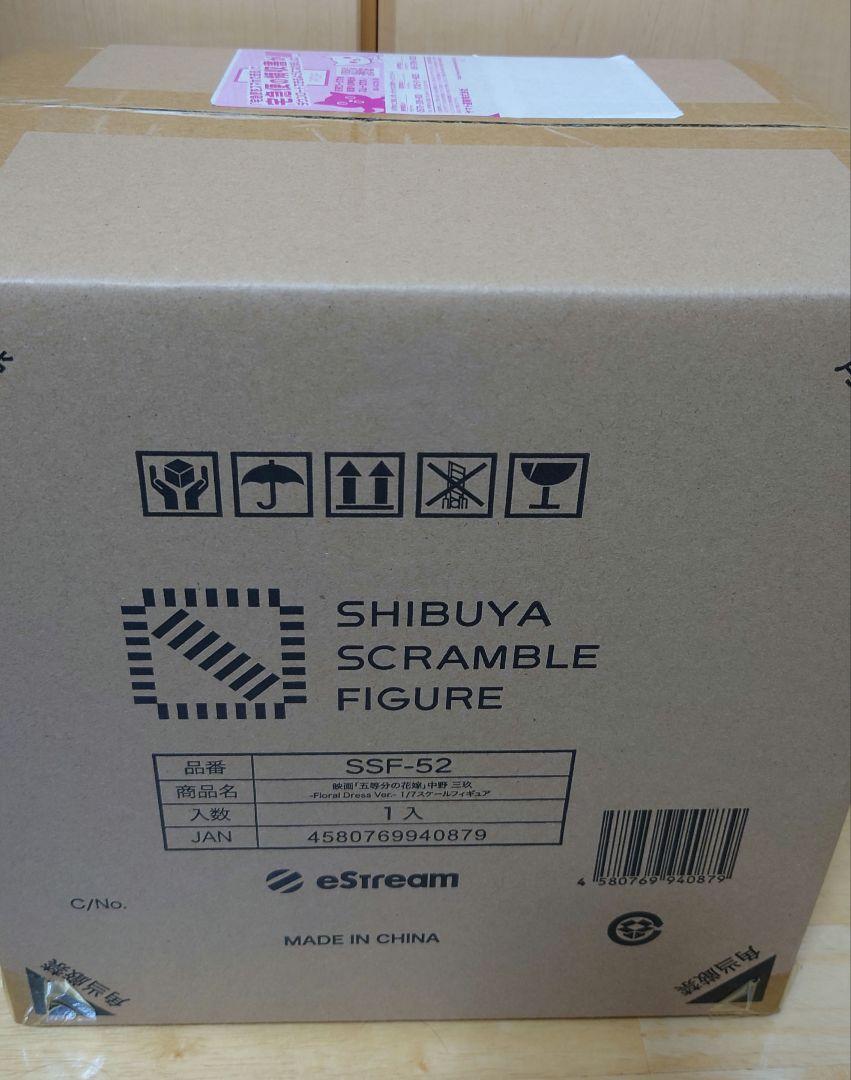 SHIBUYA
SCRAMBLE
FIGURE
品番 SSF-52
商品名 映画「五等分の花嫁」中野 三玖
-Floral Dress Ver.- 1/7スケールフィギュア
入数 1入
JAN 4580769940879
eStream
4 580769 940879
C/No.
MADE IN CHINA
角当厳禁
角当厳禁